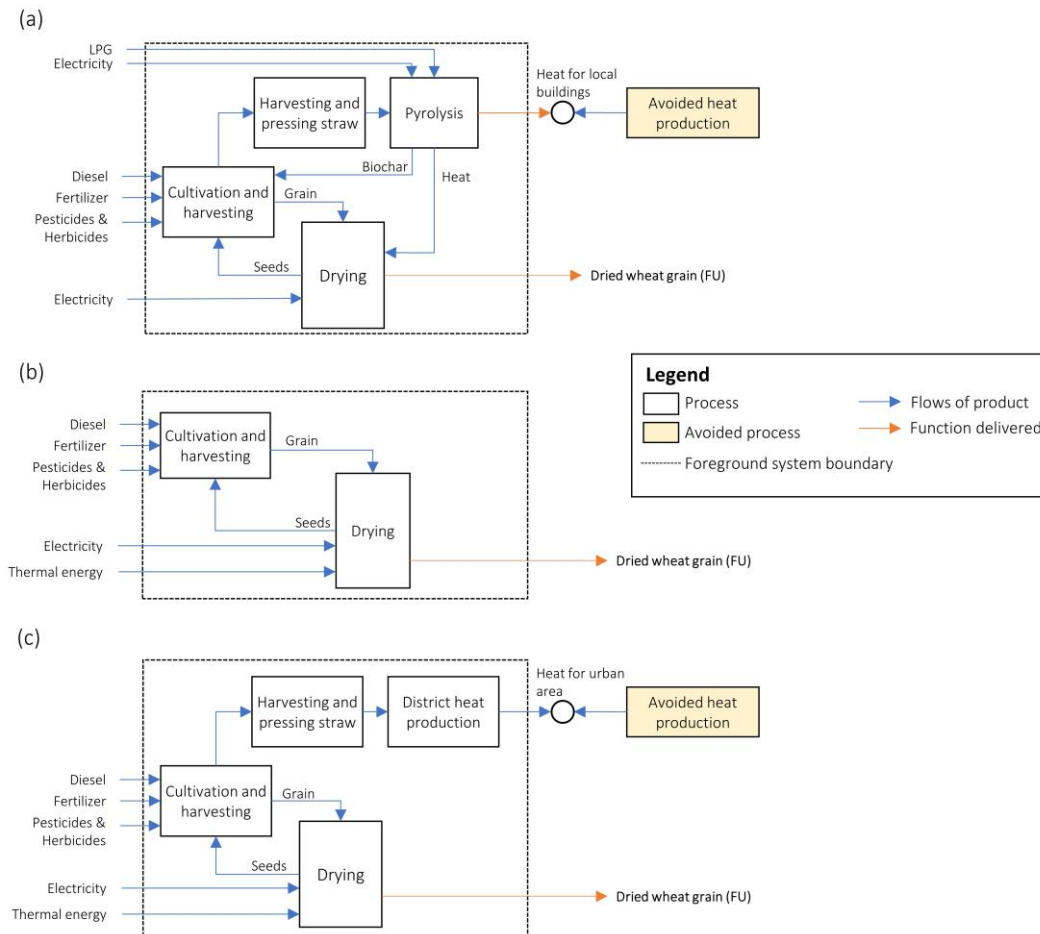 (a)
LPG
Electricity
Harvesting and
pressing straw
Pyrolysis
Heat for local
buildings
Avoided heat
production
Biochar
Heat
Diesel
Fertilizer
Pesticides &
Herbicides
Cultivation and
harvesting
Grain
Seeds
Drying
Dried wheat grain (FU)
Electricity
(b)
Diesel
Fertilizer
Pesticides &
Herbicides
Cultivation and
harvesting
Grain
Seeds
Drying
Electricity
Thermal energy
Dried wheat grain (FU)
Legend
Process
Avoided process
Foreground system boundary
Flows of product
Function delivered
(c)
Harvesting and
pressing straw
District heat
production
Heat for urban
area
Avoided heat
production
Diesel
Fertilizer
Pesticides &
Herbicides
Cultivation and
harvesting
Grain
Seeds
Drying
Electricity
Thermal energy
Dried wheat grain (FU)